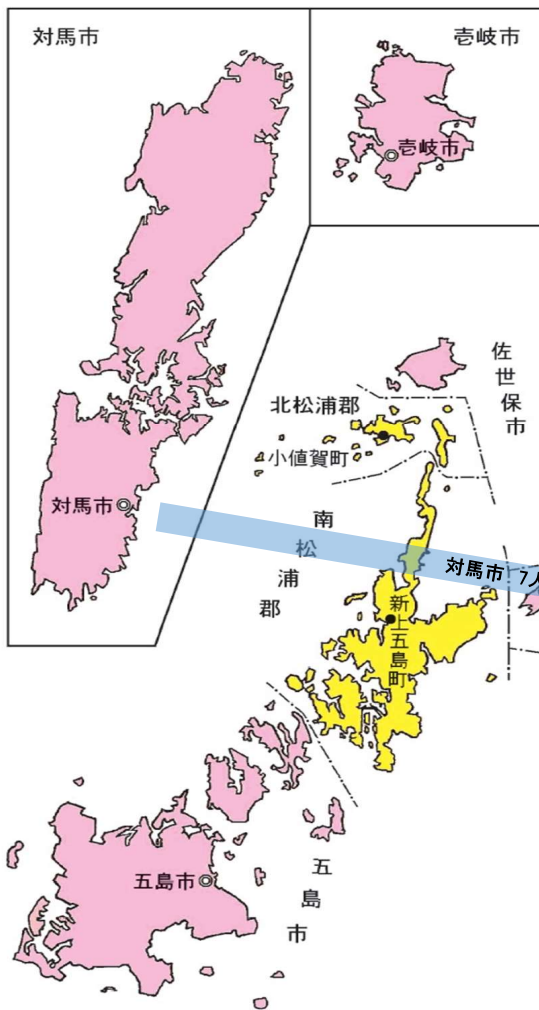 対馬市
壱岐市
壱岐市
佐世保市
北松浦郡
小値賀町
対馬市
南松浦郡
対馬市 7人
新上五島町
五島市
五島市